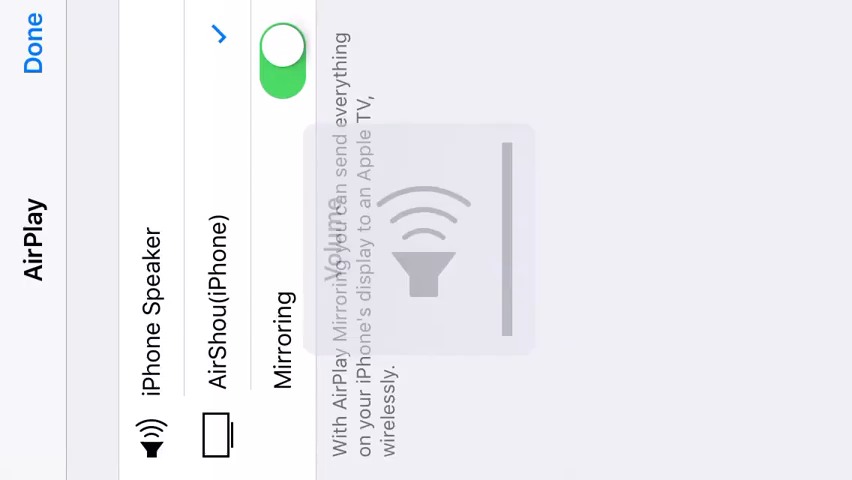 AirPlay
Done
iPhone Speaker
AirShou(iPhone)
Mirroring
With AirPlay Mirroring you can send everything
on your iPhone's display to an Apple TV,
wirelessly.
Volume